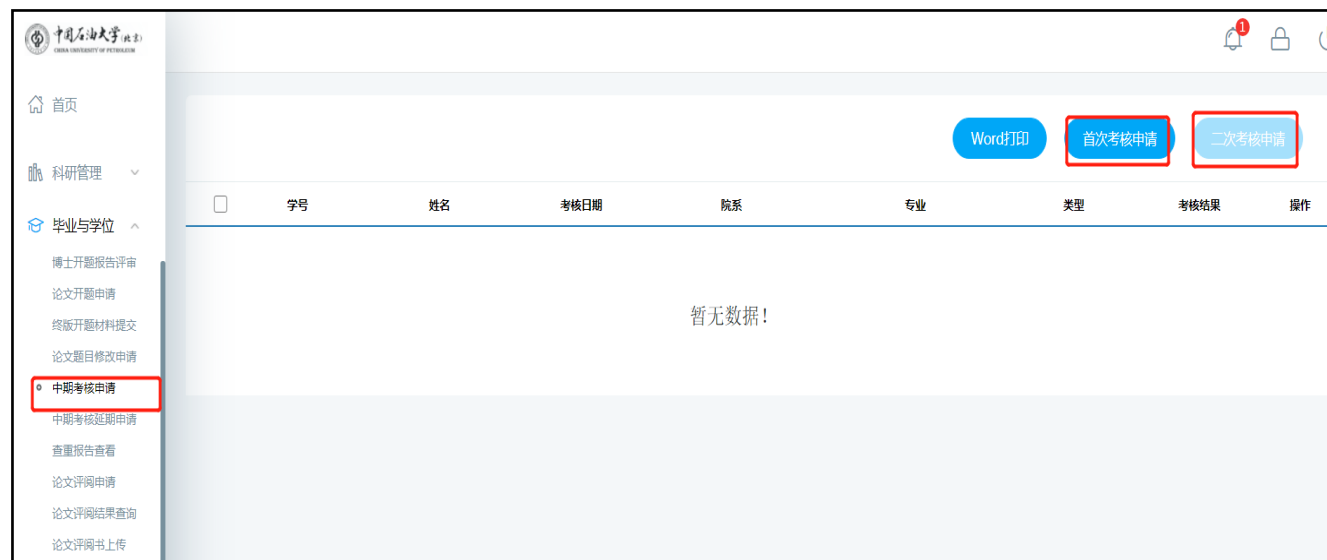 中国石油大学(北京)
CHINA UNIVERSITY OF PETROLEUM
1
首页
科研管理
毕业与学位
博士开题报告评审
论文开题申请
终版开题材料提交
论文题目修改申请
中期考核申请
中期考核延期申请
查重报告查看
论文评阅申请
论文评阅结果查询
论文评阅书上传
Word打印 首次考核申请 二次考核申请
学号 姓名 考核日期 院系 专业 类型 考核结果 操作
暂无数据!